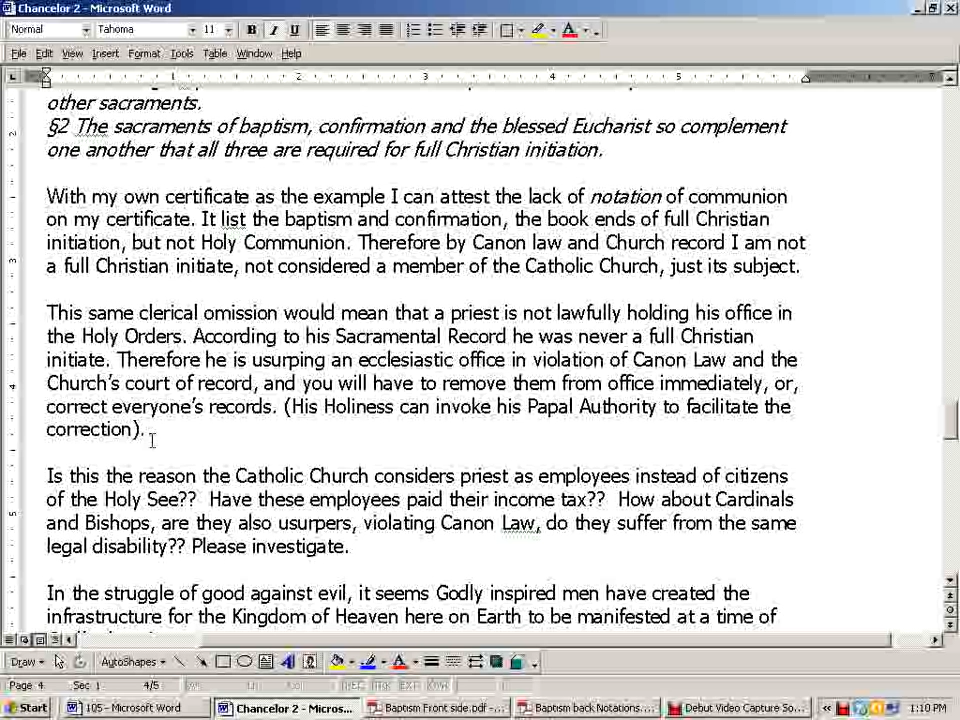 Chancelor 2 - Microsoft Word
Normal Tahoma 11 B I U
File Edit View Insert Format Tools Table Window Help
1 2 3 4 5 7
other sacraments.
§2 The sacraments of baptism, confirmation and the blessed Eucharist so complement
one another that all three are required for full Christian initiation.
With my own certificate as the example I can attest the lack of notation of communion
on my certificate. It list the baptism and confirmation, the book ends of full Christian
initiation, but not Holy Communion. Therefore by Canon law and Church record I am not
a full Christian initiate, not considered a member of the Catholic Church, just its subject.
This same clerical omission would mean that a priest is not lawfully holding his office in
the Holy Orders. According to his Sacramental Record he was never a full Christian
initiate. Therefore he is usurping an ecclesiastic office in violation of Canon Law and the
Church's court of record, and you will have to remove them from office immediately, or,
correct everyone's records. (His Holiness can invoke his Papal Authority to facilitate the
correction).
Is this the reason the Catholic Church considers priest as employees instead of citizens
of the Holy See?? Have these employees paid their income tax?? How about Cardinals
and Bishops, are they also usurpers, violating Canon Law, do they suffer from the same
legal disability?? Please investigate.
In the struggle of good against evil, it seems Godly inspired men have created the
infrastructure for the Kingdom of Heaven here on Earth to be manifested at a time of
Draw AutoShapes
Page 4 Sec 1 4/5
Start 105 - Microsoft Word Chancelor 2 - Micros... Baptism Front side.pdf -... Baptism back Notations.... Debut Video Capture So... 1:10 PM